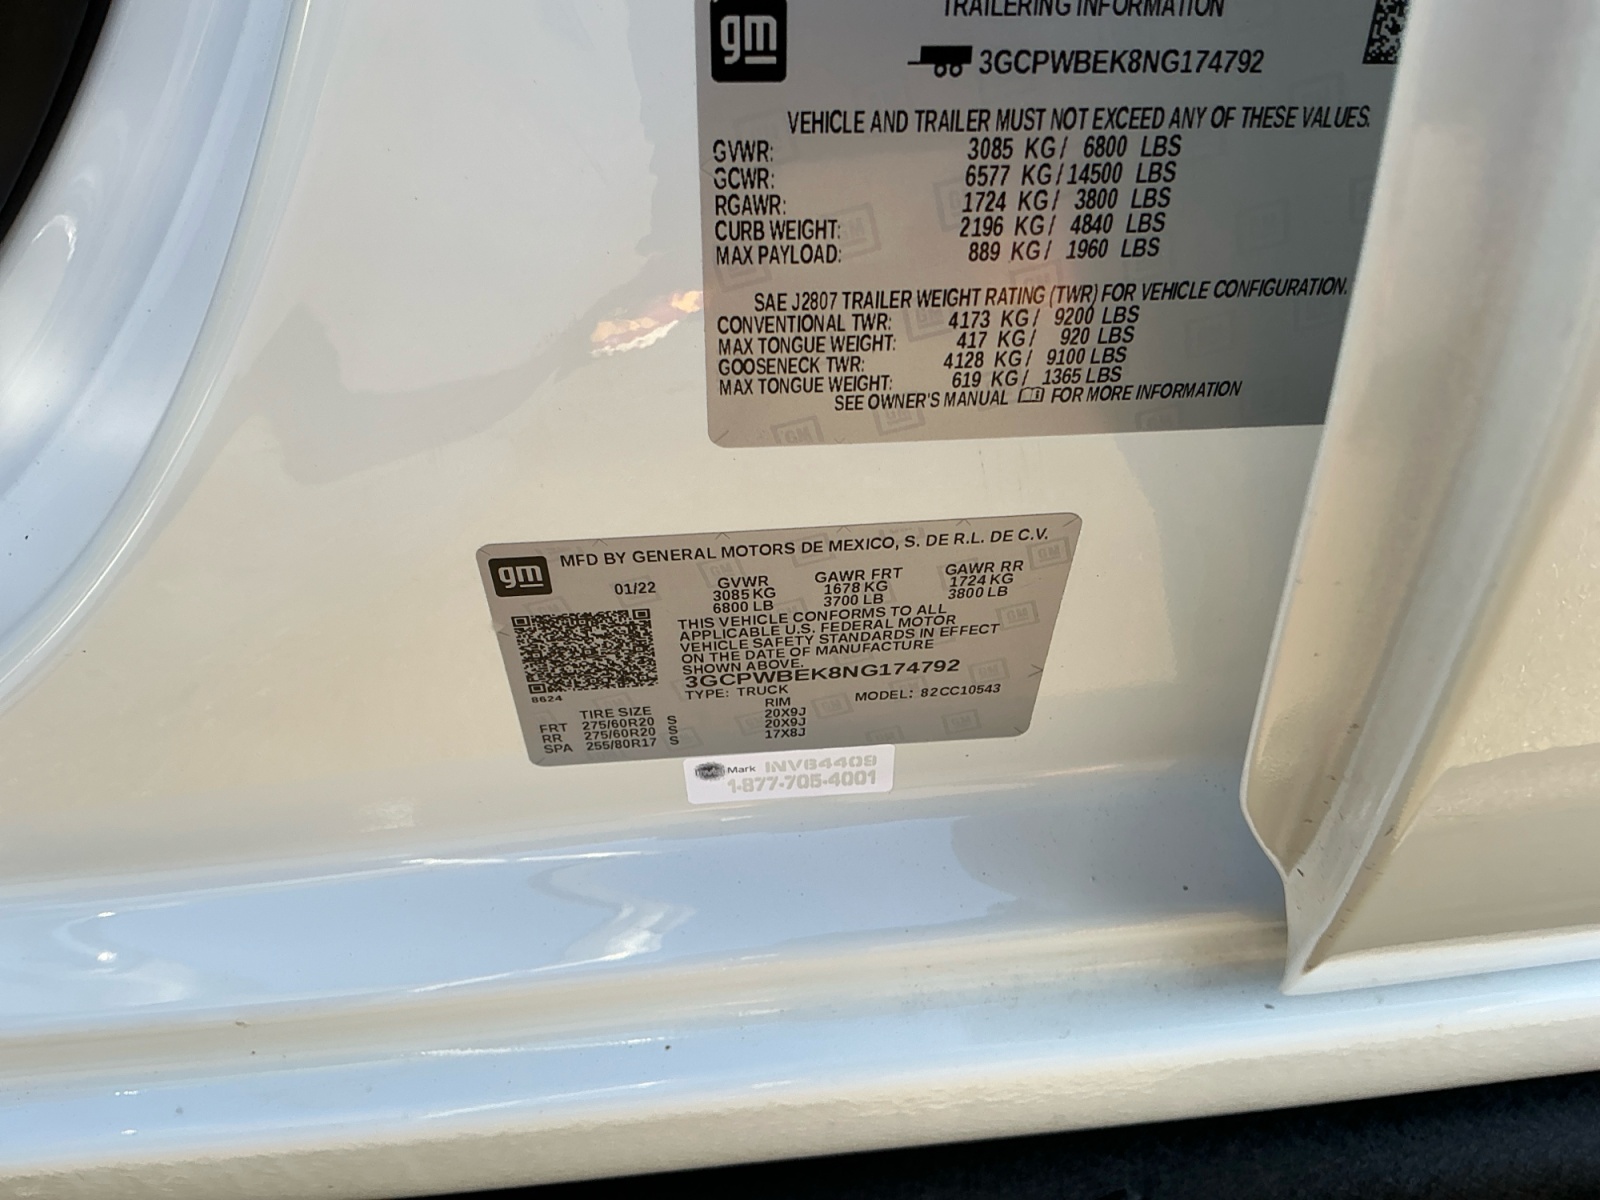 TRAILERING INFORMATION
gm
3GCPWBEK8NG174792
VEHICLE AND TRAILER MUST NOT EXCEED ANY OF THESE VALUES.
GVWR: 3085 KG/ 6800 LBS
GCWR: 6577 KG/14500 LBS
RGAWR: 1724 KG/ 3800 LBS
CURB WEIGHT: 2196 KG/ 4840 LBS
MAX PAYLOAD: 889 KG/ 1960 LBS
SAE J2807 TRAILER WEIGHT RATING (TWR) FOR VEHICLE CONFIGURATION.
CONVENTIONAL TWR: 4173 KG/ 9200 LBS
MAX TONGUE WEIGHT: 417 KG/ 920 LBS
GOOSENECK TWR: 4128 KG/ 9100 LBS
MAX TONGUE WEIGHT: 619 KG/ 1365 LBS
SEE OWNER'S MANUAL FOR MORE INFORMATION
gm
MFD BY GENERAL MOTORS DE MEXICO, S. DE R.L. DE C.V.
01/22 GVWR GAWR FRT GAWR RR
3085 KG 1678 KG 1724 KG
6800 LB 3700 LB 3800 LB
THIS VEHICLE CONFORMS TO ALL
APPLICABLE U.S. FEDERAL MOTOR
VEHICLE SAFETY STANDARDS IN EFFECT
ON THE DATE OF MANUFACTURE
SHOWN ABOVE.
3GCPWBEK8NG174792
TYPE: TRUCK MODEL: 82CC10543
8624
TIRE SIZE RIM
FRT 275/60R20 S 20X9J
RR 275/60R20 S 20X9J
SPA 255/80R17 S 17X8J
Mark INV64409
1-877-705-4001